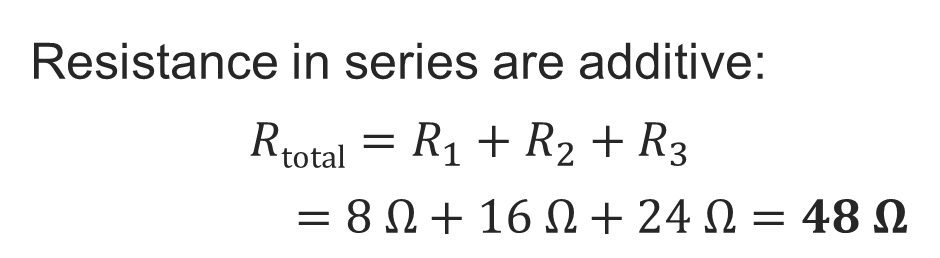 Resistance in series are additive:
R_total = R_1 + R_2 + R_3
= 8 Ω + 16 Ω + 24 Ω = 48 Ω